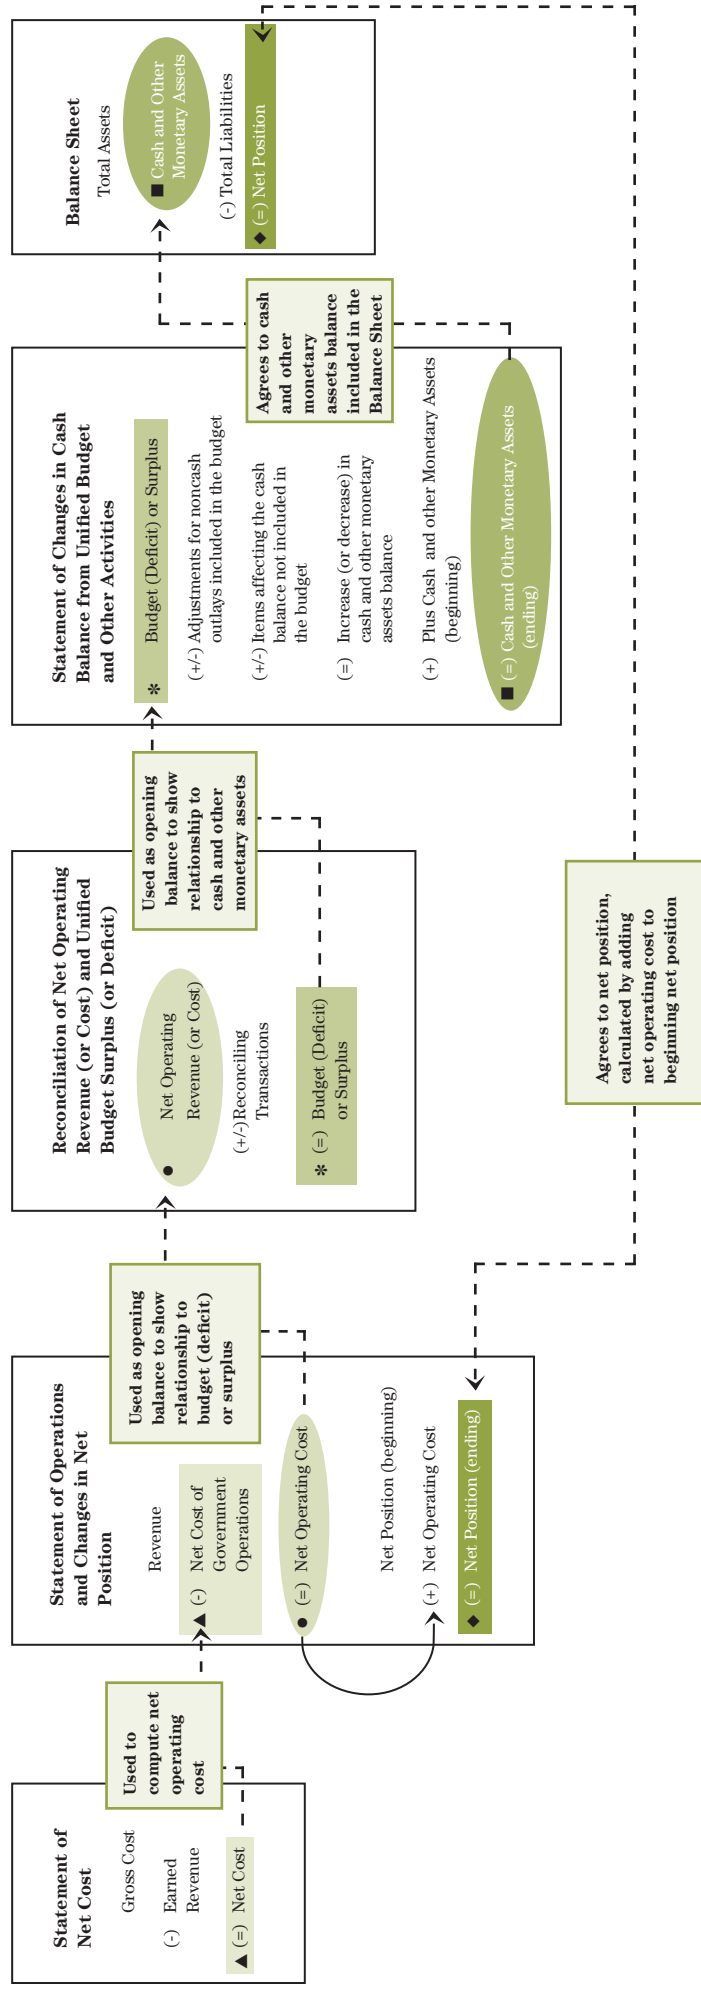 Statement of
Net Cost
Gross Cost
(-) Earned
Revenue
▲ (=) Net Cost
Used to
compute net
operating
cost
Statement of Operations
and Changes in Net
Position
Revenue
▲ (-) Net Cost of
Government
Operations
● (=) Net Operating Cost
Net Position (beginning)
(+) Net Operating Cost
◆ (=) Net Position (ending)
Used as opening
balance to show
relationship to
budget (deficit)
or surplus
Reconciliation of Net Operating
Revenue (or Cost) and Unified
Budget Surplus (or Deficit)
● Net Operating
Revenue (or Cost)
(+/-) Reconciling
Transactions
* (=) Budget (Deficit)
or Surplus
Used as opening
balance to show
relationship to
cash and other
monetary assets
Statement of Changes in Cash
Balance from Unified Budget
and Other Activities
* Budget (Deficit) or Surplus
(+/-) Adjustments for noncash
outlays included in the budget
(+/-) Items affecting the cash
balance not included in
the budget
(=) Increase (or decrease) in
cash and other monetary
assets balance
(+) Plus Cash and other Monetary Assets
(beginning)
■ (=) Cash and Other Monetary Assets
(ending)
Agrees to cash
and other
monetary
assets balance
included in the
Balance Sheet
Balance Sheet
Total Assets
■ Cash and Other
Monetary Assets
(-) Total Liabilities
◆ (=) Net Position
Agrees to net position,
calculated by adding
net operating cost to
beginning net position